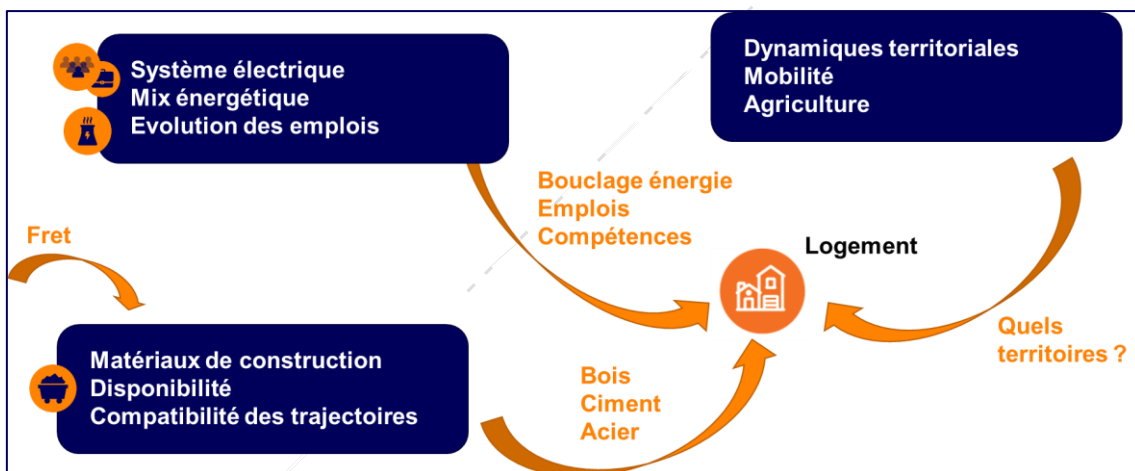 Système électrique
Mix énergétique
Evolution des emplois
Dynamiques territoriales
Mobilité
Agriculture
Bouclage énergie
Emplois
Compétences
Fret
Logement
Quels
territoires ?
Matériaux de construction
Disponibilité
Compatibilité des trajectoires
Bois
Ciment
Acier